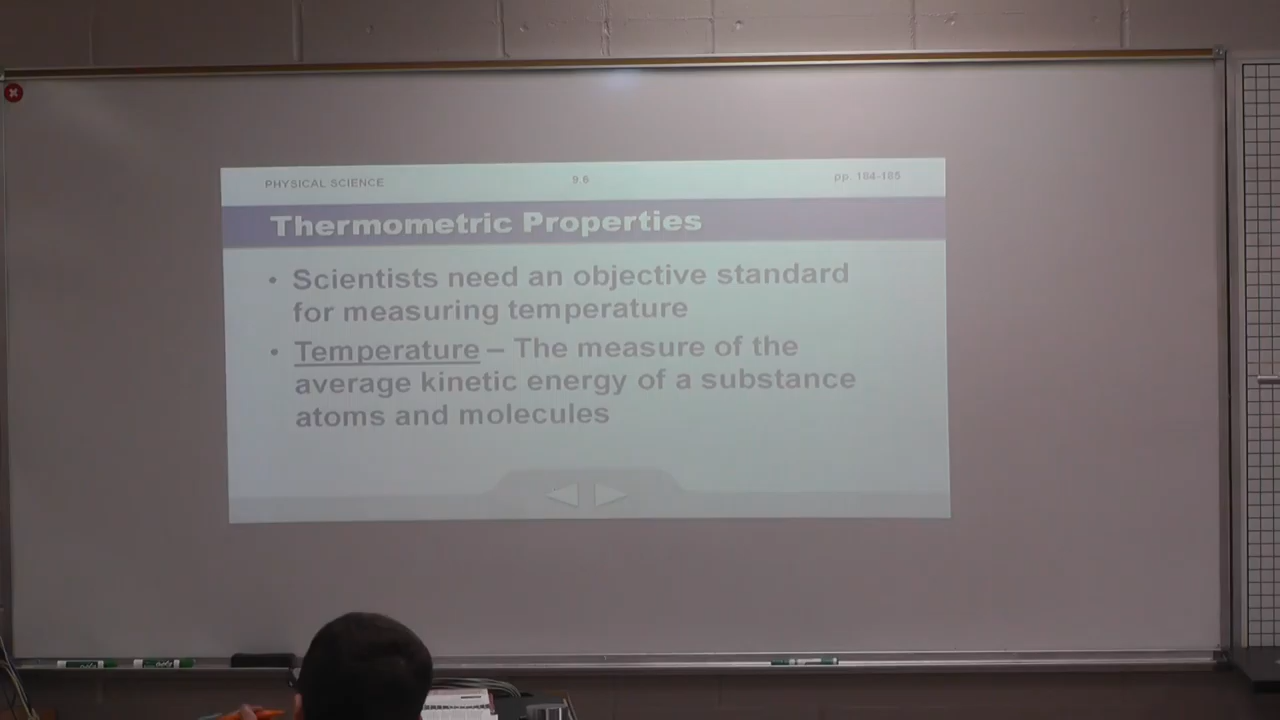 PHYSICAL SCIENCE 9.6 pp. 184-185
Thermometric Properties
• Scientists need an objective standard
for measuring temperature
• Temperature – The measure of the
average kinetic energy of a substance
atoms and molecules